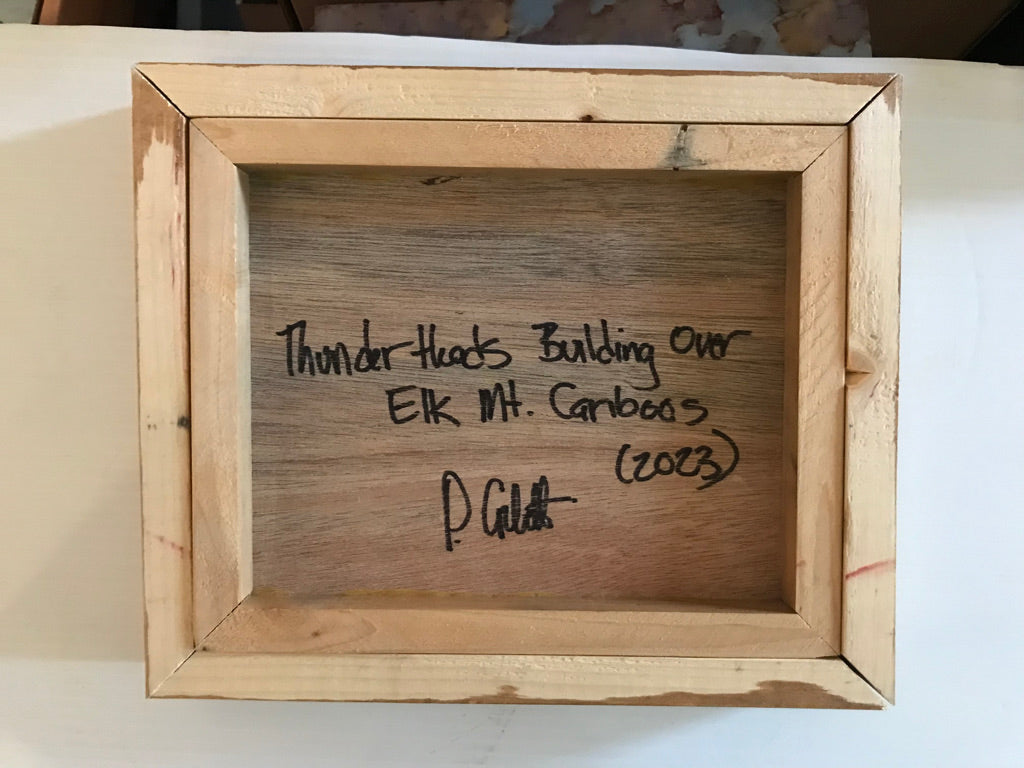 Thunder Heads Building Over
Elk Mt. Cariboos
(2023)
P.